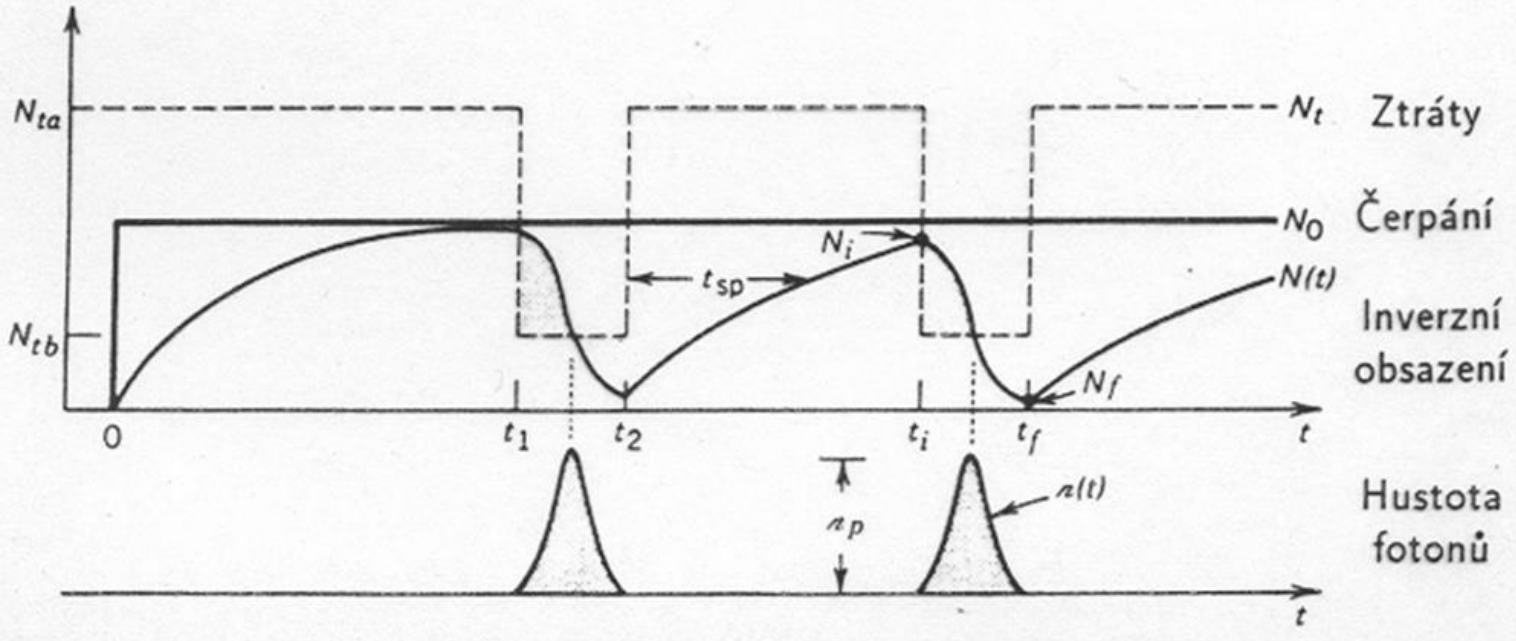 N_ta
N_t Ztráty
N_0 Čerpání
N_i
t_sp
N(t)
N_tb
Inverzní
obsazení
N_f
0 t_1 t_2 t_i t_f t
n_p
n(t)
Hustota
fotonů
t